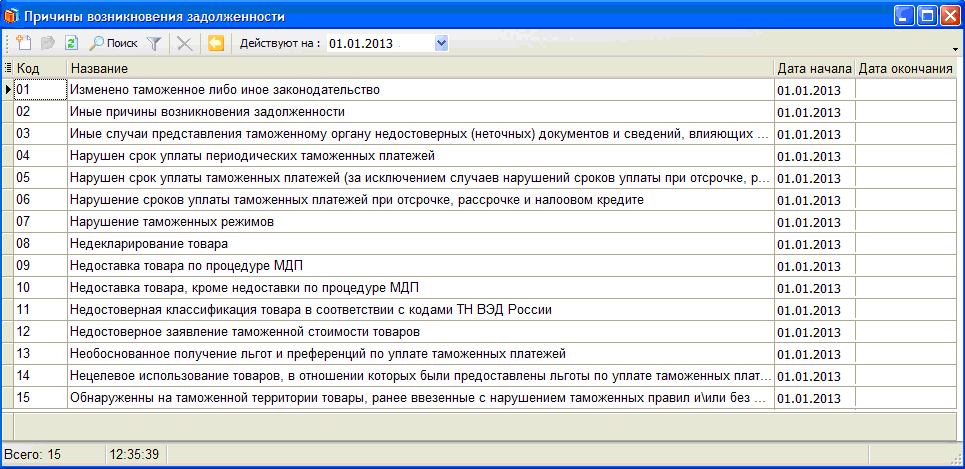 Причины возникновения задолженности
Поиск Действуют на : 01.01.2013
Код Название Дата начала Дата окончания
01 Изменено таможенное либо иное законодательство 01.01.2013
02 Иные причины возникновения задолженности 01.01.2013
03 Иные случаи представления таможенному органу недостоверных (неточных) документов и сведений, влияющих ... 01.01.2013
04 Нарушен срок уплаты периодических таможенных платежей 01.01.2013
05 Нарушен срок уплаты таможенных платежей (за исключением случаев нарушений сроков уплаты при отсрочке, р... 01.01.2013
06 Нарушение сроков уплаты таможенных платежей при отсрочке, рассрочке и налоовом кредите 01.01.2013
07 Нарушение таможенных режимов 01.01.2013
08 Недекларирование товара 01.01.2013
09 Недоставка товара по процедуре МДП 01.01.2013
10 Недоставка товара, кроме недоставки по процедуре МДП 01.01.2013
11 Недостоверная классификация товара в соответствии с кодами ТН ВЭД России 01.01.2013
12 Недостоверное заявление таможенной стоимости товаров 01.01.2013
13 Необоснованное получение льгот и преференций по уплате таможенных платежей 01.01.2013
14 Нецелевое использование товаров, в отношении которых были предоставлены льготы по уплате таможенных плат... 01.01.2013
15 Обнаруженны на таможенной территории товары, ранее ввезенные с нарушением таможенных правил и\или без ... 01.01.2013
Всего: 15 12:35:39